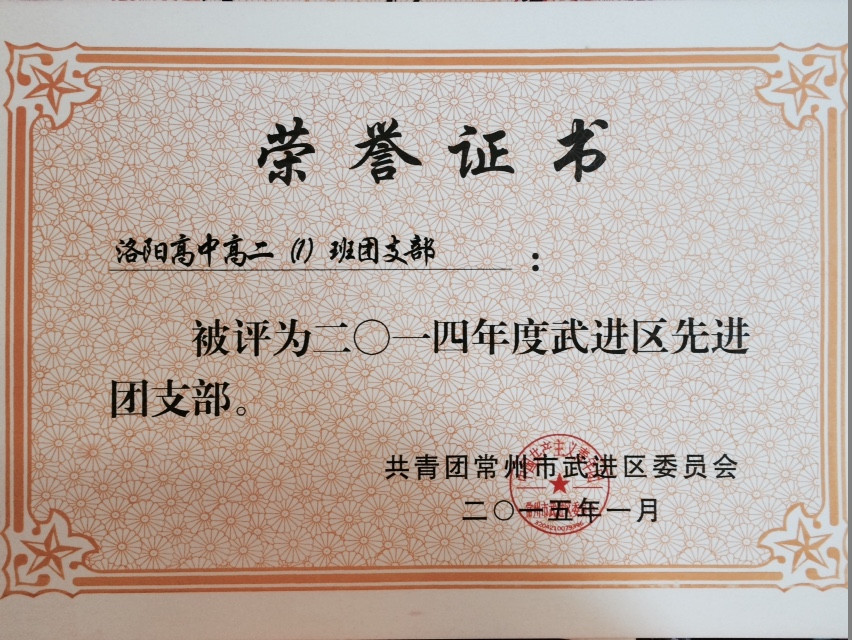 荣誉证书
洛阳高中高二（1）班团支部：
被评为二〇一四年度武进区先进
团支部。
共青团常州市武进区委员会
二〇一五年一月